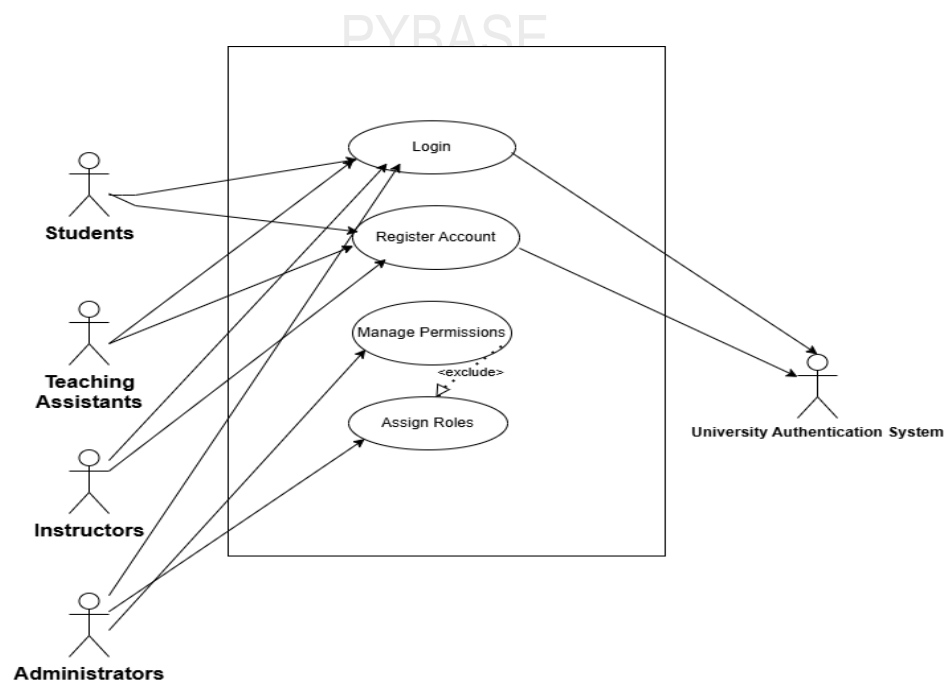 PYBASE
Login
Students
Register Account
Manage Permissions
<exclude>
Teaching
Assistants
Assign Roles
University Authentication System
Instructors
Administrators